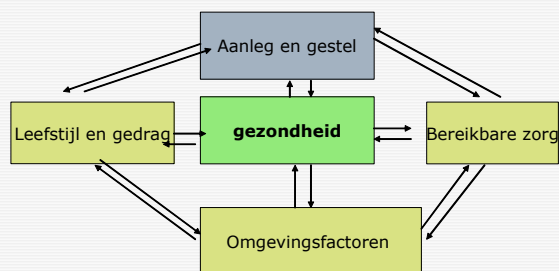 Aanleg en gestel
Leefstijl en gedrag
gezondheid
Bereikbare zorg
Omgevingsfactoren